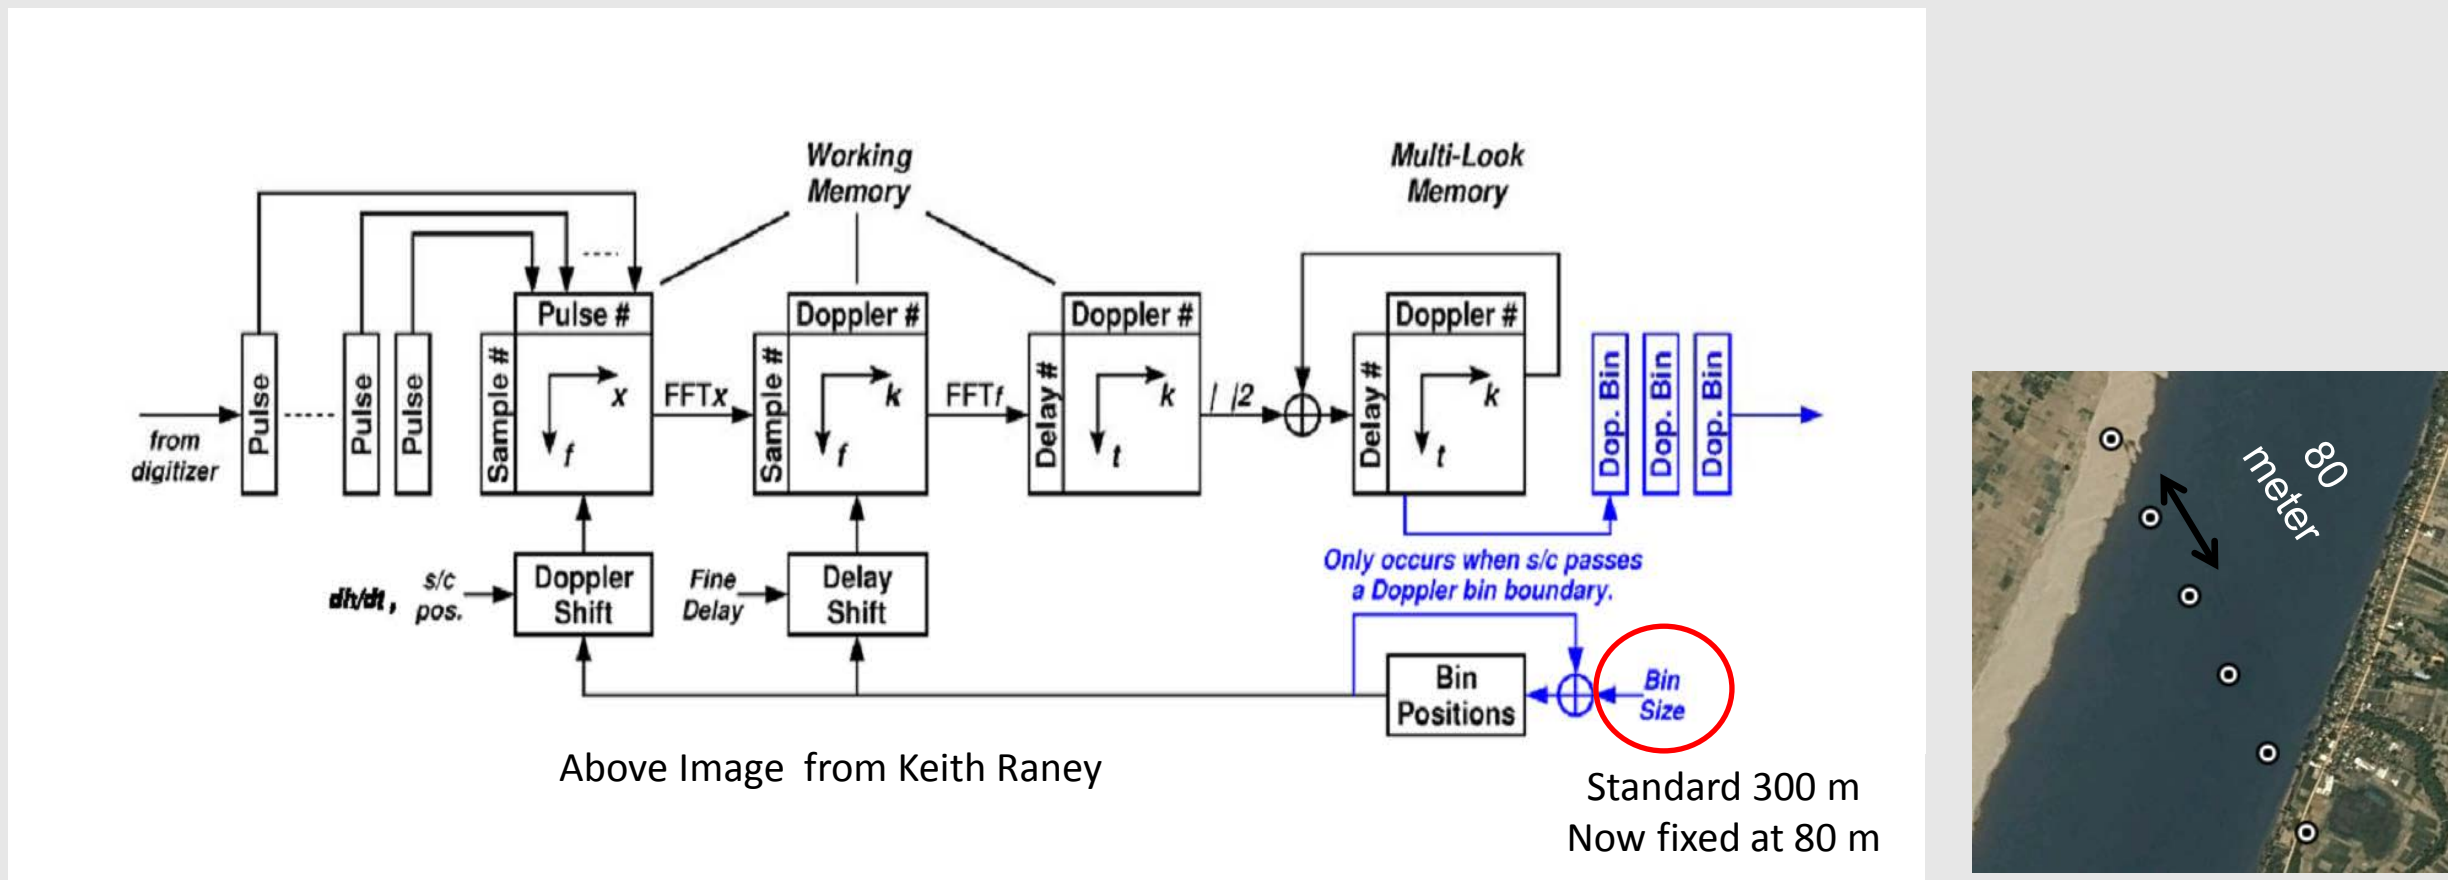 Working
Memory
Multi-Look
Memory
Pulse #
Doppler #
Doppler #
Doppler #
Pulse
Pulse
Pulse
Sample #
x
f
FFTx
Sample #
k
f
FFTf
Delay #
k
t
| |2
Delay #
k
t
Dop. Bin
Dop. Bin
Dop. Bin
from
digitizer
80
meter
Only occurs when s/c passes
a Doppler bin boundary.
dh/dt, s/c
pos.
Doppler
Shift
Fine
Delay
Delay
Shift
Bin
Positions
Bin
Size
Above Image from Keith Raney
Standard 300 m
Now fixed at 80 m